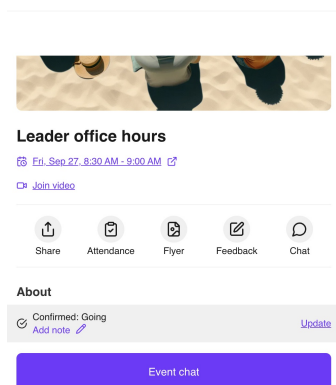 Leader office hours
Fri, Sep 27, 8:30 AM - 9:00 AM
Join video
Share Attendance Flyer Feedback Chat
About
Confirmed: Going
Add note
Update
Event chat